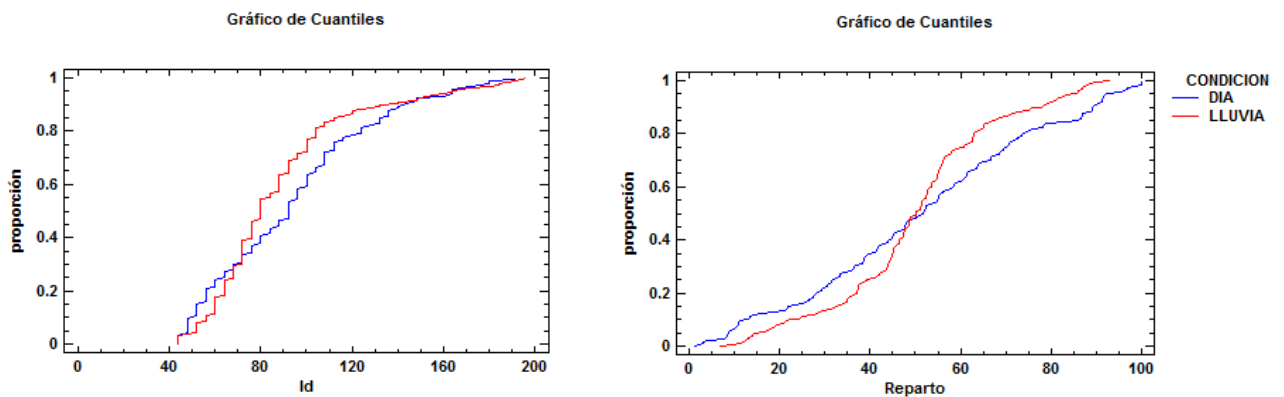 Gráfico de Cuantiles
proporción
1
0.8
0.6
0.4
0.2
0
0 40 80 120 160 200
Id
Gráfico de Cuantiles
proporción
1
0.8
0.6
0.4
0.2
0
0 20 40 60 80 100
Reparto
CONDICION
DIA
LLUVIA